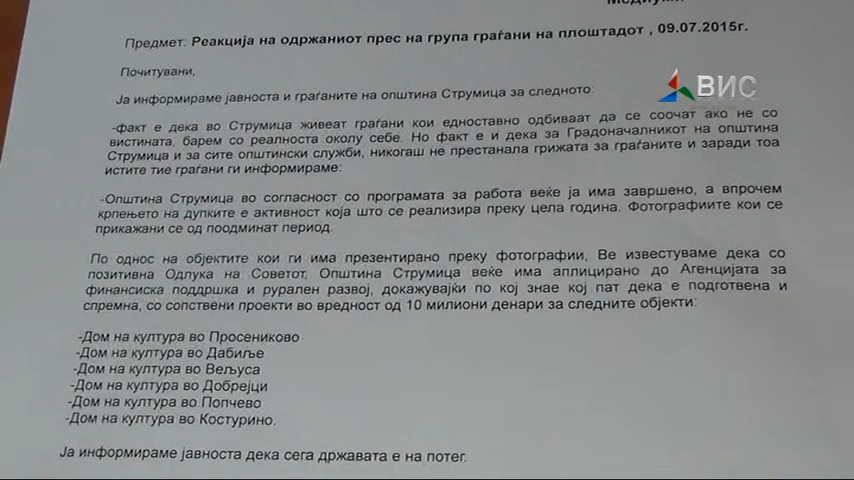 Медиуми
Предмет: Реакција на одржаниот прес на група граѓани на плоштадот , 09.07.2015г.
Почитувани,
ВИС
Ја информираме јавноста и граѓаните на општина Струмица за следното:
-факт е дека во Струмица живеат граѓани кои едноставно одбиваат да се соочат ако не со
вистината, барем со реалноста околу себе. Но факт е и дека за Градоначалникот на општина
Струмица и за сите општински служби, никогаш не престанала грижата за граѓаните и заради тоа
истите тие граѓани ги информираме:
-Општина Струмица во согласност со програмата за работа веќе ја има завршено, а впрочем
крпењето на дупките е активност која што се реализира преку цела година. Фотографиите кои се
прикажани се од поодминат период.
По однос на објектите кои ги има презентирано преку фотографии, Ве известуваме дека со
позитивна Одлука на Советот, Општина Струмица веќе има аплицирано до Агенцијата за
финансиска поддршка и рурален развој, докажувајќи по кој знае кој пат дека е подготвена и
спремна, со сопствени проекти во вредност од 10 милиони денари за следните објекти:
-Дом на култура во Просениково
-Дом на култура во Дабиље
-Дом на култура во Вељуса
-Дом на култура во Добрејци
-Дом на култура во Попчево
-Дом на култура во Костурино.
Ја информираме јавноста дека сега државата е на потег.